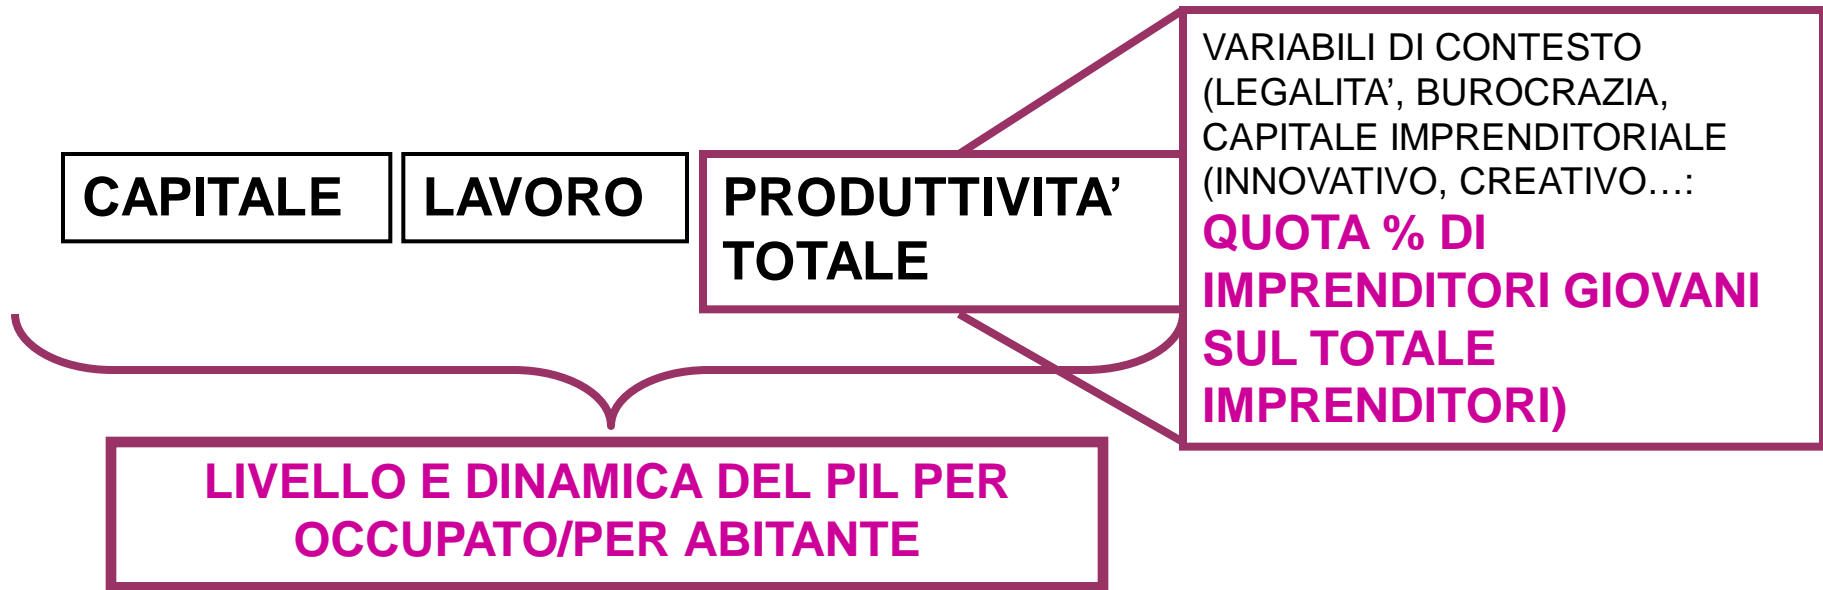 CAPITALE
LAVORO
PRODUTTIVITA’
TOTALE
VARIABILI DI CONTESTO
(LEGALITA’, BUROCRAZIA,
CAPITALE IMPRENDITORIALE
(INNOVATIVO, CREATIVO…:
QUOTA % DI
IMPRENDITORI GIOVANI
SUL TOTALE
IMPRENDITORI)
LIVELLO E DINAMICA DEL PIL PER
OCCUPATO/PER ABITANTE